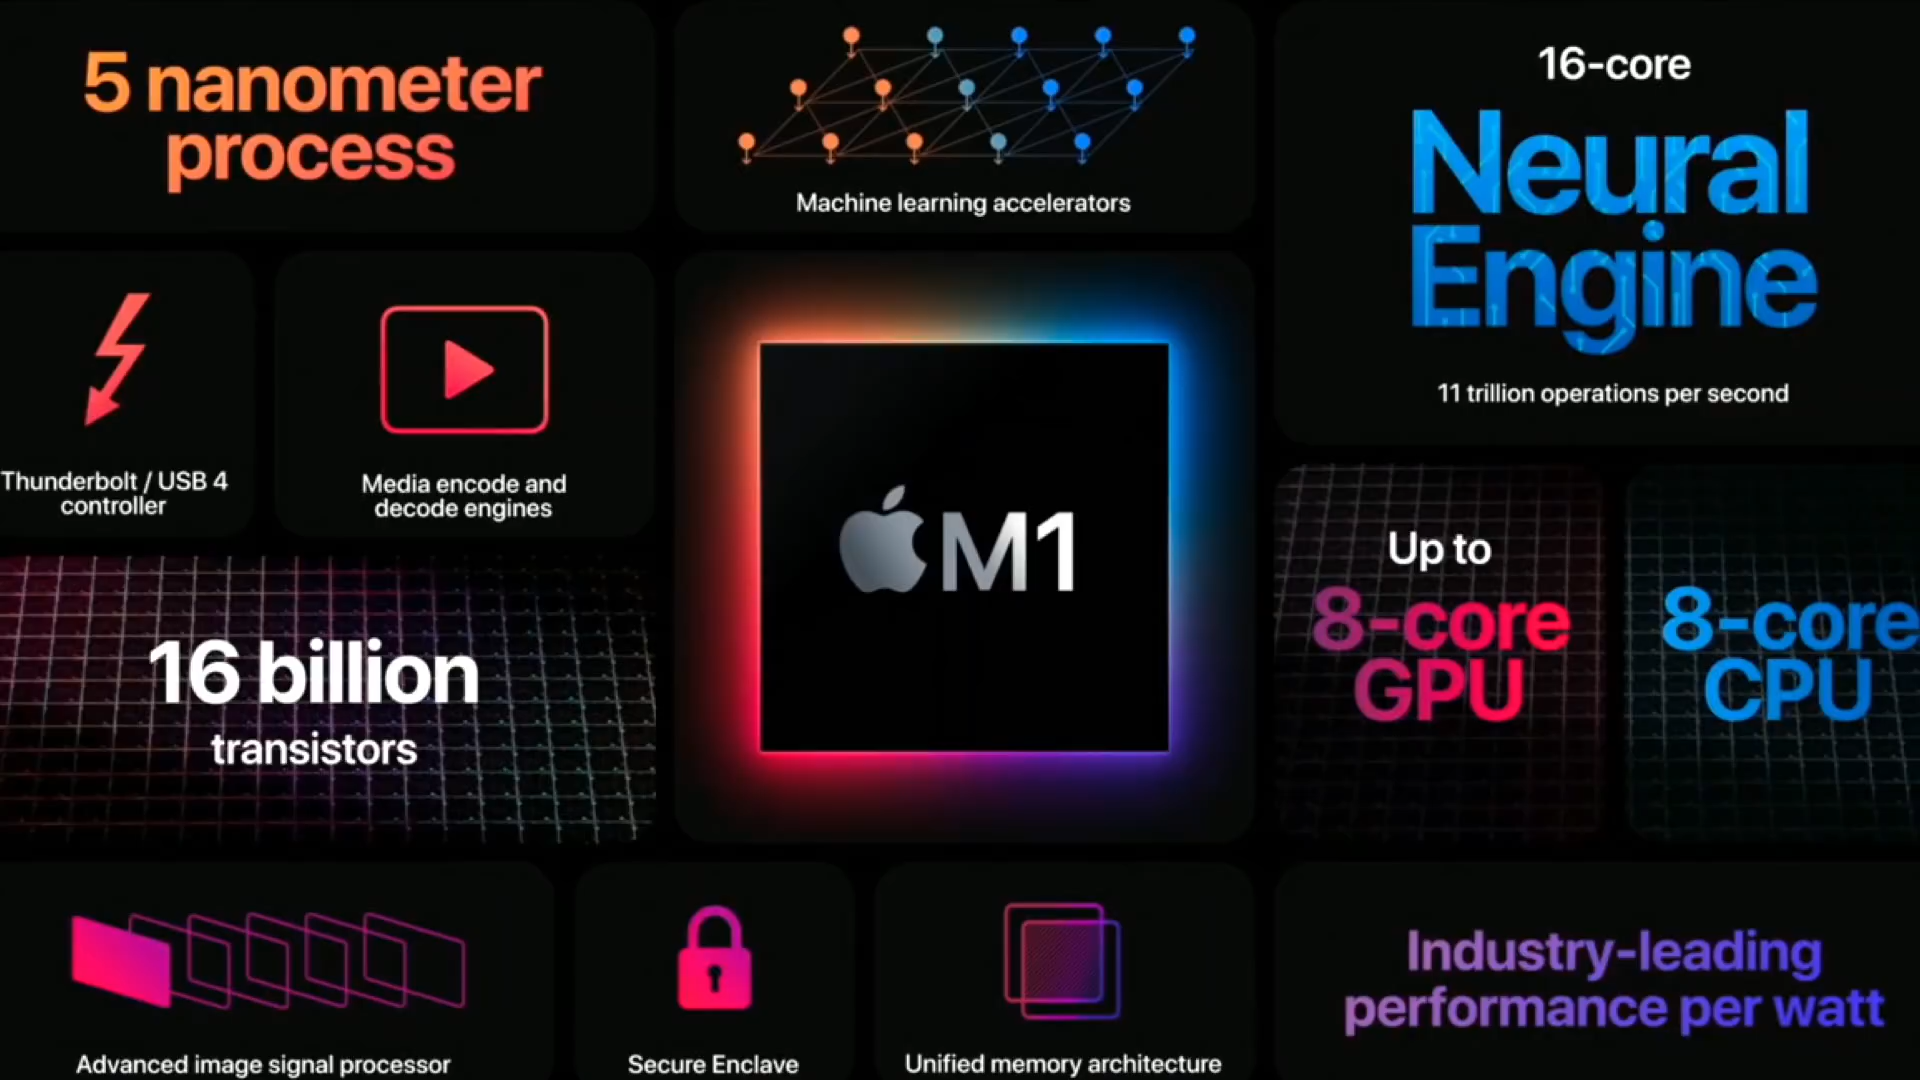 5 nanometer
process
Machine learning accelerators
16-core
Neural
Engine
11 trillion operations per second
Thunderbolt / USB 4
controller
Media encode and
decode engines
M1
Up to
8-core
GPU
8-core
CPU
16 billion
transistors
Advanced image signal processor
Secure Enclave
Unified memory architecture
Industry-leading
performance per watt